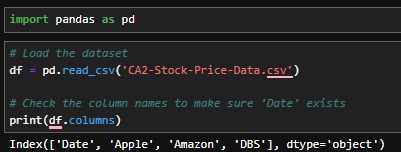 import pandas as pd
# Load the dataset
df = pd.read_csv('CA2-Stock-Price-Data.csv')
# Check the column names to make sure 'Date' exists
print(df.columns)
Index(['Date', 'Apple', 'Amazon', 'DBS'], dtype='object')